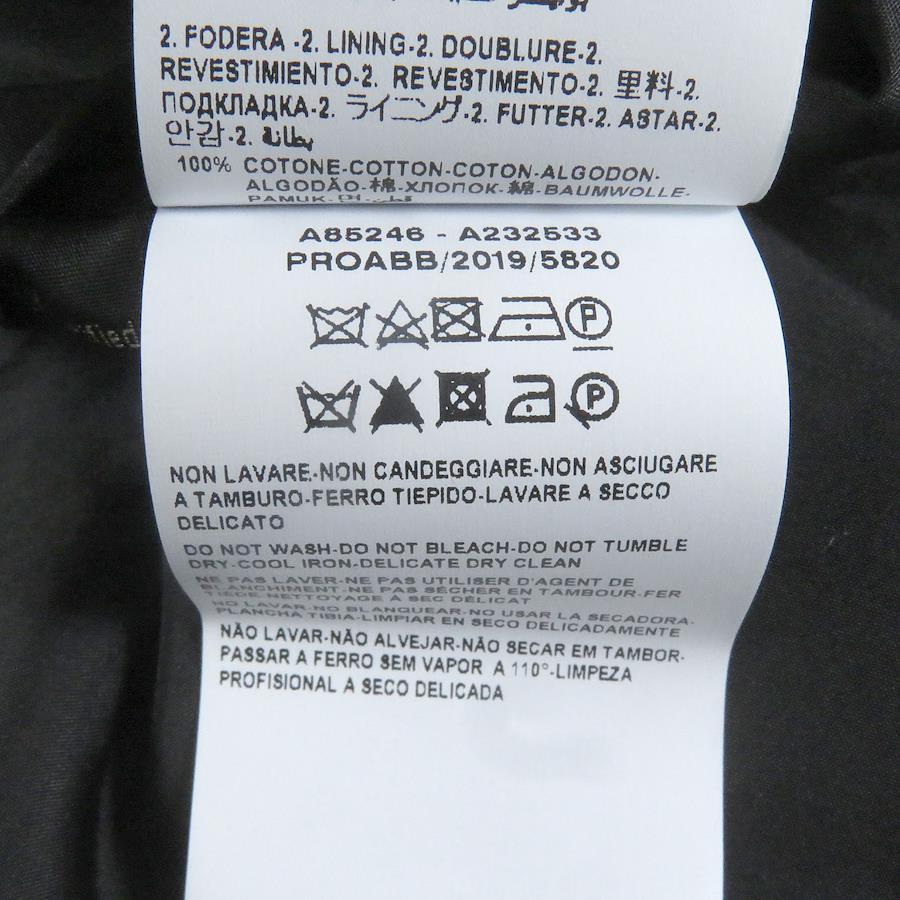 2. FODERA -2. LINING-2. DOUBLURE-2.
REVESTIMIENTO-2. REVESTIMENTO-2. 里料-2.
ПОДКЛАДКА-2. ライニング-2. FUTTER-2. ASTAR-2.
안감-2. بطانة
100% COTONE-COTTON-COTON-ALGODON-
ALGODÃO-棉-ХЛОПОК-綿-BAUMWOLLE-
PAMUK-면-قطن
A85246 - A232533
PROABB/2019/5820
P
P
NON LAVARE-NON CANDEGGIARE-NON ASCIUGARE
A TAMBURO-FERRO TIEPIDO-LAVARE A SECCO
DELICATO
DO NOT WASH-DO NOT BLEACH-DO NOT TUMBLE
DRY-COOL IRON-DELICATE DRY CLEAN
NE PAS LAVER-NE PAS UTILISER D'AGENT DE
BLANCHIMENT-NE PAS SÉCHER EN TAMBOUR-FER
TIÈDE NETTOYAGE À SEC DÉLICAT
NO LAVAR-NO BLANQUEAR-NO USAR LA SECADORA-
PLANCHA TIBIA-LIMPIAR EN SECO DELICADAMENTE
NÃO LAVAR-NÃO ALVEJAR-NÃO SECAR EM TAMBOR-
PASSAR A FERRO SEM VAPOR A 110°-LIMPEZA
PROFISIONAL A SECO DELICADA